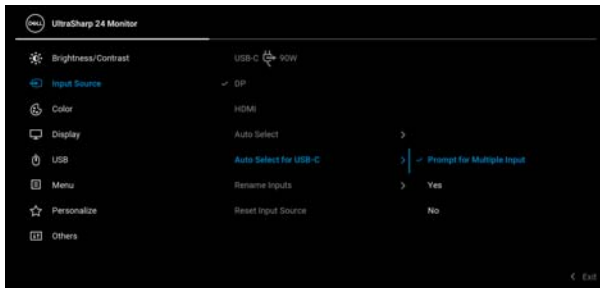 DELL UltraSharp 24 Monitor
Brightness/Contrast
USB-C 90W
Input Source
DP
Color
HDMI
Display
Auto Select
USB
Auto Select for USB-C
Prompt for Multiple Input
Menu
Rename Inputs
Yes
Personalize
Reset Input Source
No
Others
Exit